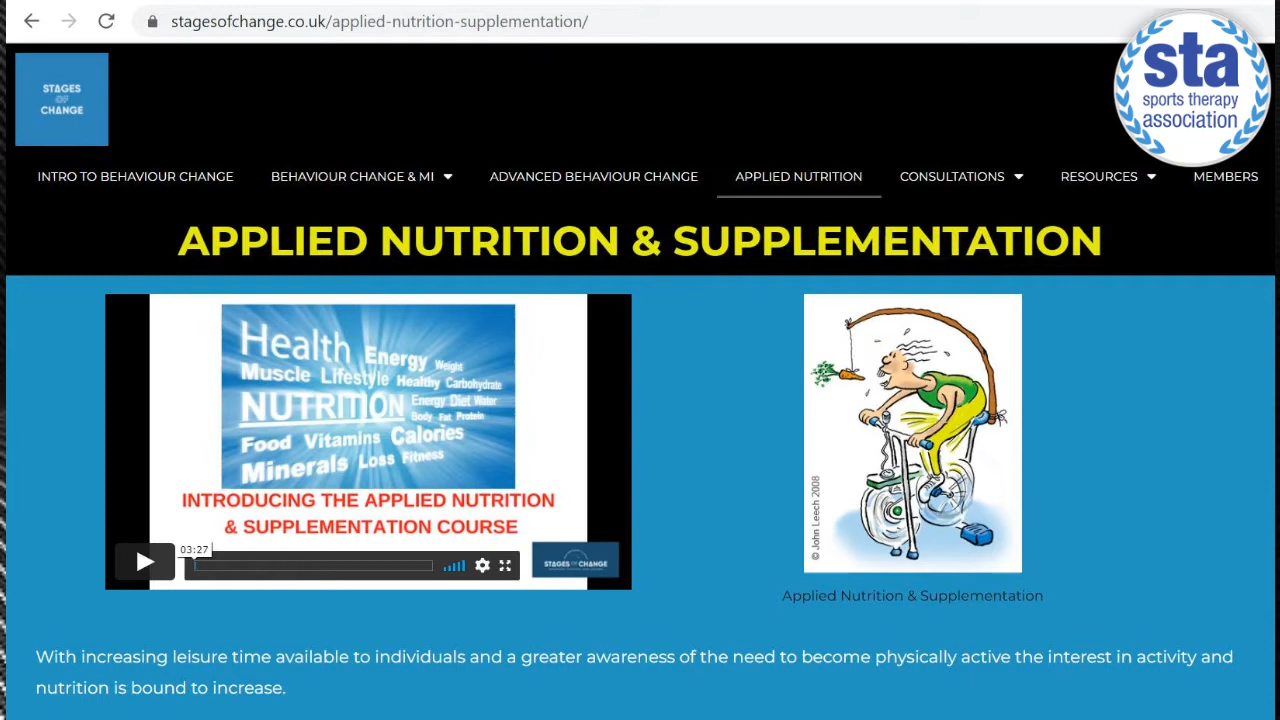 stagesofchange.co.uk/applied-nutrition-supplementation/
STAGES
OF
CHANGE
sta
sports therapy
association
INTRO TO BEHAVIOUR CHANGE
BEHAVIOUR CHANGE & MI
ADVANCED BEHAVIOUR CHANGE
APPLIED NUTRITION
CONSULTATIONS
RESOURCES
MEMBERS
APPLIED NUTRITION & SUPPLEMENTATION
Health Energy Weight
Muscle Lifestyle Healthy Carbohydrate
NUTRITION Energy Diet Water
Body Fat Protein
Food Vitamins Calories
Minerals Loss Fitness
INTRODUCING THE APPLIED NUTRITION
& SUPPLEMENTATION COURSE
03:27
STAGES OF CHANGE
© John Leech 2008
Applied Nutrition & Supplementation
With increasing leisure time available to individuals and a greater awareness of the need to become physically active the interest in activity and
nutrition is bound to increase.